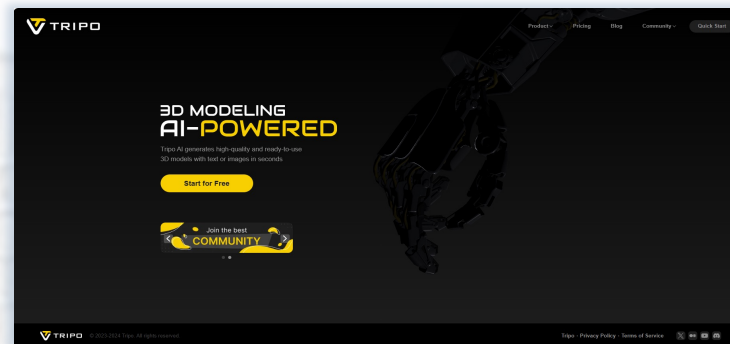 TRIPO
Product
Pricing
Blog
Community
Quick Start
3D MODELING
AI-POWERED
Tripo AI generates high-quality and ready-to-use
3D models with text or images in seconds
Start for Free
Join the best
COMMUNITY
TRIPO © 2023-2024 Tripo. All rights reserved.
Tripo - Privacy Policy - Terms of Service